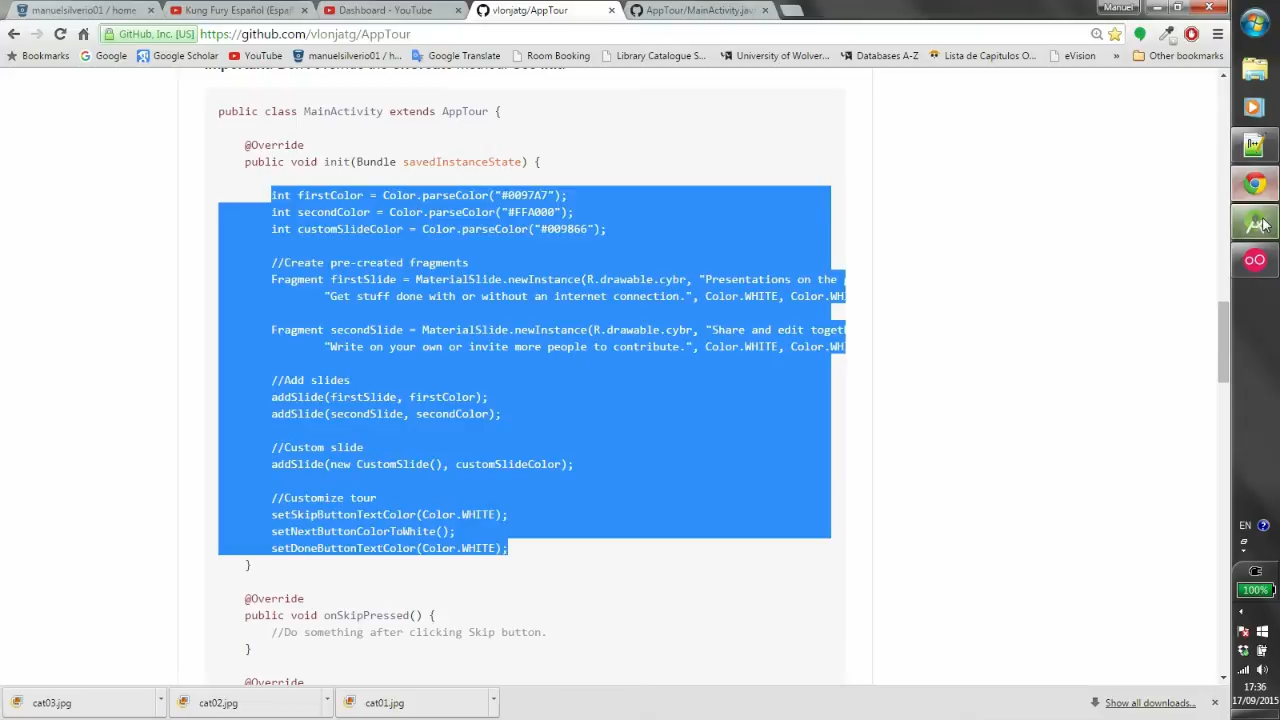 manuelsilverio01 / home
Kung Fury Español (Espa
Dashboard - YouTube
vlonjatg/AppTour
AppTour/MainActivity.java
Manuel
GitHub, Inc. [US]
https://github.com/vlonjatg/AppTour
Bookmarks
Google
Google Scholar
YouTube
manuelsilverio01 / hom...
Google Translate
Room Booking
Library Catalogue S...
University of Wolver...
Databases A-Z
Lista de Capitulos O...
eVision
»
Other bookmarks
public class MainActivity extends AppTour {
@Override
public void init(Bundle savedInstanceState) {
int firstColor = Color.parseColor("#0097A7");
int secondColor = Color.parseColor("#FFA000");
int customSlideColor = Color.parseColor("#009866");
//Create pre-created fragments
Fragment firstSlide = MaterialSlide.newInstance(R.drawable.cybr, "Presentations on the
"Get stuff done with or without an internet connection.", Color.WHITE, Color.WHI
Fragment secondSlide = MaterialSlide.newInstance(R.drawable.cybr, "Share and edit togeth
"Write on your own or invite more people to contribute.", Color.WHITE, Color.WHI
//Add slides
addSlide(firstSlide, firstColor);
addSlide(secondSlide, secondColor);
//Custom slide
addSlide(new CustomSlide(), customSlideColor);
//Customize tour
setSkipButtonTextColor(Color.WHITE);
setNextButtonColorToWhite();
setDoneButtonTextColor(Color.WHITE);
}
@Override
public void onSkipPressed() {
//Do something after clicking Skip button.
}
@Override
EN
100%
17:36
17/09/2015
cat03.jpg
cat02.jpg
cat01.jpg
Show all downloads...